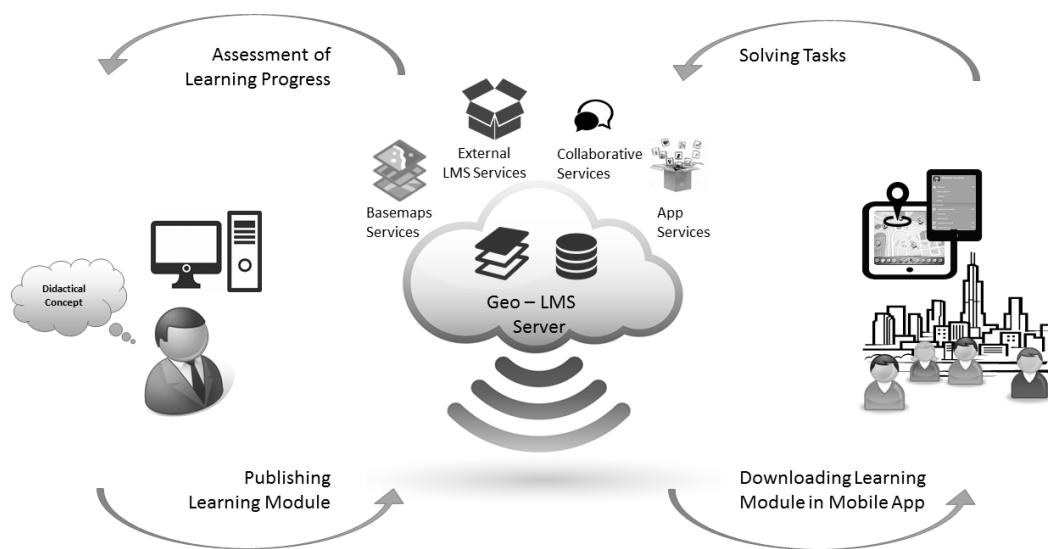 Assessment of
Learning Progress
Solving Tasks
External
LMS Services
Collaborative
Services
Basemaps
Services
App
Services
Didactical
Concept
Geo – LMS
Server
Publishing
Learning Module
Downloading Learning
Module in Mobile App